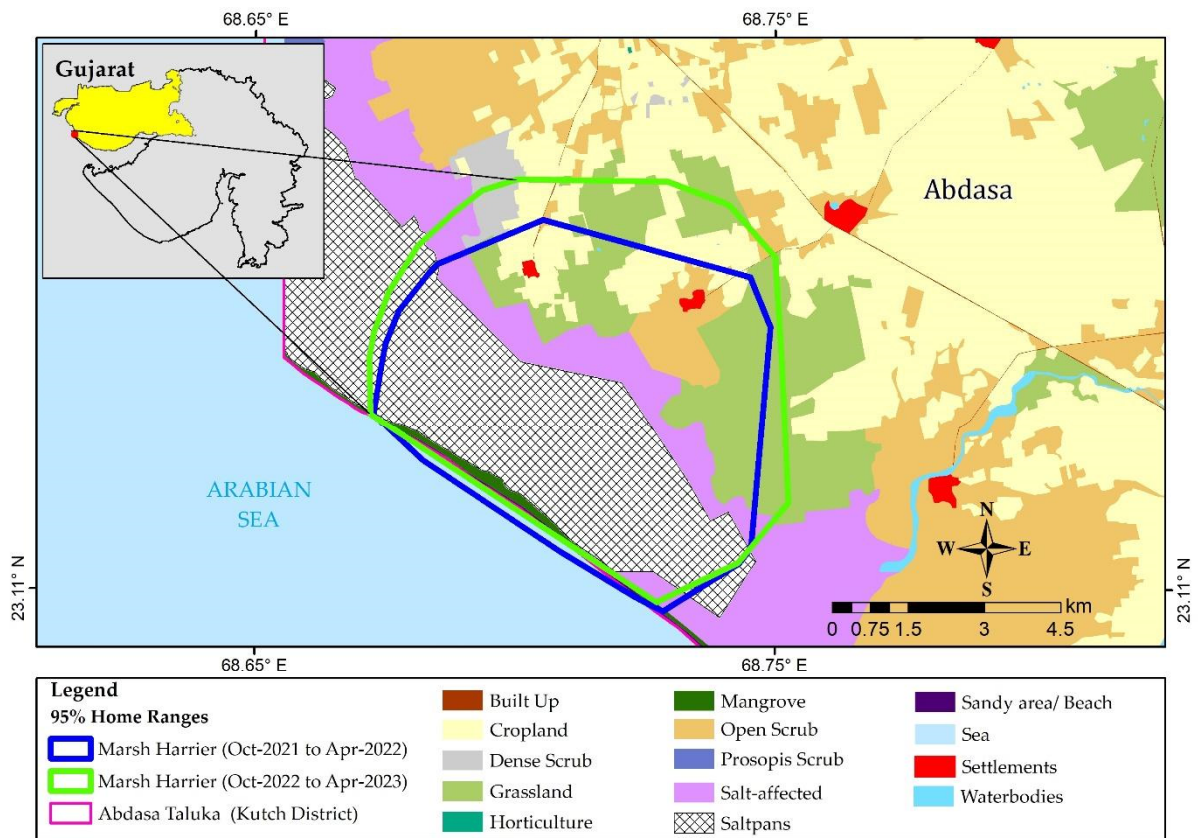 68.65° E
68.75° E
Gujarat
Abdasa
ARABIAN
SEA
N
W
E
S
km
0 0.75 1.5 3 4.5
23.11° N
23.11° N
68.65° E
68.75° E
Legend
95% Home Ranges
Marsh Harrier (Oct-2021 to Apr-2022)
Marsh Harrier (Oct-2022 to Apr-2023)
Abdasa Taluka (Kutch District)
Built Up
Cropland
Dense Scrub
Grassland
Horticulture
Mangrove
Open Scrub
Prosopis Scrub
Salt-affected
Saltpans
Sandy area/ Beach
Sea
Settlements
Waterbodies